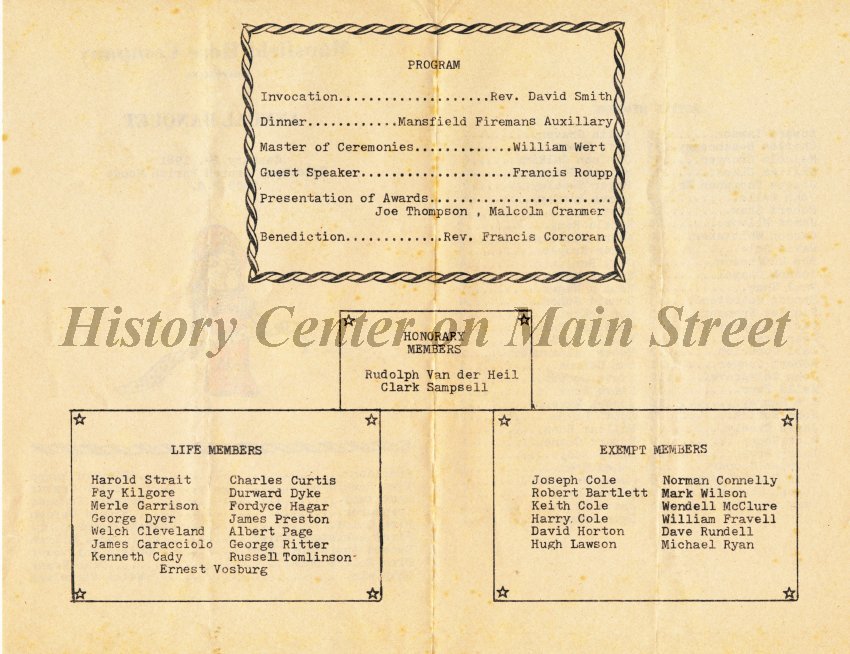 PROGRAM
Invocation....................Rev. David Smith
Dinner............Mansfield Firemans Auxillary
Master of Ceremonies.............William Wert
Guest Speaker....................Francis Roupp
Presentation of Awards........................
Joe Thompson , Malcolm Cranmer
Benediction.............Rev. Francis Corcoran
History Center on Main Street
HONORARY
MEMBERS
Rudolph Van der Heil
Clark Sampsell
LIFE MEMBERS
Harold Strait Charles Curtis
Fay Kilgore Durward Dyke
Merle Garrison Fordyce Hagar
George Dyer James Preston
Welch Cleveland Albert Page
James Caracciolo George Ritter
Kenneth Cady Russell Tomlinson
Ernest Vosburg
EXEMPT MEMBERS
Joseph Cole Norman Connelly
Robert Bartlett Mark Wilson
Keith Cole Wendell McClure
Harry Cole William Fravell
David Horton Dave Rundell
Hugh Lawson Michael Ryan